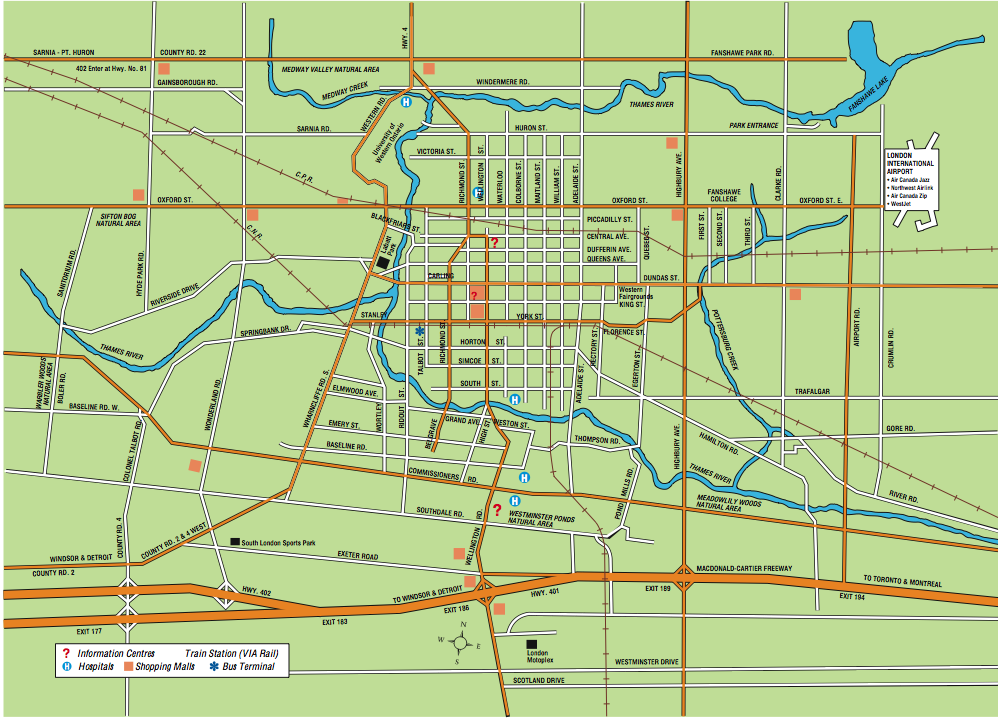 HWY. 4
SARNIA - PT. HURON
COUNTY RD. 22
FANSHAWE PARK RD.
402 Enter at Hwy. No. 81
MEDWAY VALLEY NATURAL AREA
GAINSBOROUGH RD.
WINDERMERE RD.
MEDWAY CREEK
THAMES RIVER
FANSHAWE LAKE
WESTERN RD.
University of
Western Ontario
SARNIA RD.
HURON ST.
PARK ENTRANCE
VICTORIA ST.
LONDON
INTERNATIONAL
AIRPORT
• Air Canada Jazz
• Northwest Airlink
• Air Canada Zip
• WestJet
C.P.R.
RICHMOND ST.
WELLINGTON ST.
WATERLOO
COLBORNE ST.
MAITLAND ST.
WILLIAM ST.
ADELAIDE ST.
HIGHBURY AVE.
FANSHAWE
COLLEGE
CLARKE RD.
OXFORD ST.
OXFORD ST.
OXFORD ST. E.
SIFTON BOG
NATURAL AREA
BLACKFRIARS ST.
PICCADILLY ST.
FIRST ST.
SECOND ST.
THIRD ST.
C.N.R.
Labatt
Park
CENTRAL AVE.
DUFFERIN AVE.
QUEENS AVE.
QUEBEC ST.
SANITORIUM RD.
HYDE PARK RD.
CARLING
DUNDAS ST.
RIVERSIDE DRIVE
Western
Fairgrounds
KING ST.
STANLEY
YORK ST.
FLORENCE ST.
SPRINGBANK DR.
POTTERSBURG CREEK
AIRPORT RD.
CRUMLIN RD.
THAMES RIVER
TALBOT ST.
RICHMOND ST.
HORTON ST.
SIMCOE ST.
SOUTH ST.
RECTORY ST.
EGERTON ST.
ADELAIDE ST.
WARBLER WOODS
NATURAL AREA
BOLER RD.
WONDERLAND RD.
WHARNCLIFFE RD. S.
ELMWOOD AVE.
WORTLEY
RIDOUT ST.
TRAFALGAR
BASELINE RD. W.
COLONEL TALBOT RD.
EMERY ST.
BELGRAVE
GRAND AVE.
HIGH ST.
WESTON ST.
THOMPSON RD.
HIGHBURY AVE.
HAMILTON RD.
GORE RD.
BASELINE RD.
COMMISSIONERS RD.
POND MILLS RD.
THAMES RIVER
MEADOWLILY WOODS
NATURAL AREA
RIVER RD.
SOUTHDALE RD.
WESTMINSTER PONDS
NATURAL AREA
COUNTY RD. 4
COUNTY RD. 2 & 4 WEST
South London Sports Park
WELLINGTON RD.
WINDSOR & DETROIT
COUNTY RD. 2
EXETER ROAD
MACDONALD-CARTIER FREEWAY
TO TORONTO & MONTREAL
HWY. 402
TO WINDSOR & DETROIT
HWY. 401
EXIT 189
EXIT 194
EXIT 186
EXIT 183
EXIT 177
N
W E
S
? Information Centres Train Station (VIA Rail)
H Hospitals Shopping Malls * Bus Terminal
London
Motoplex
WESTMINSTER DRIVE
SCOTLAND DRIVE